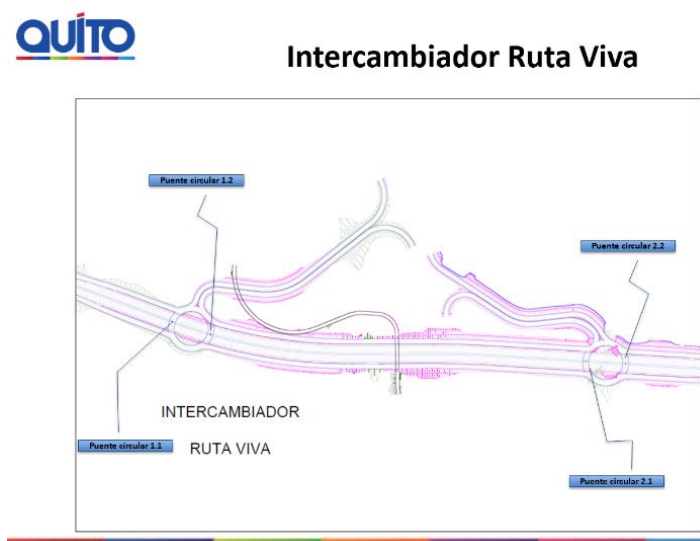 QUITO
Intercambiador Ruta Viva
Puente circular 1.2
Puente circular 2.2
INTERCAMBIADOR
Puente circular 1.1
RUTA VIVA
Puente circular 2.1